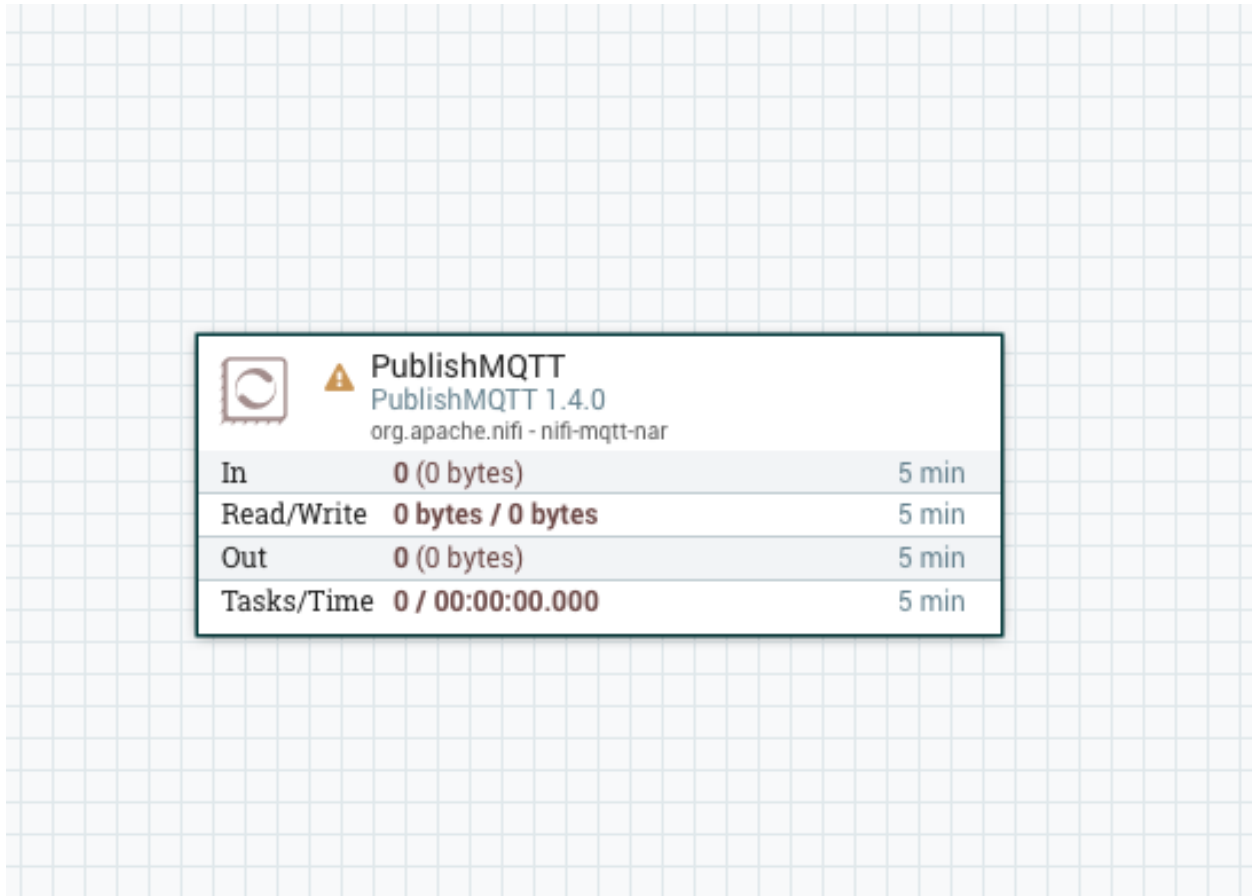 PublishMQTT
PublishMQTT 1.4.0
org.apache.nifi - nifi-mqtt-nar
In 0 (0 bytes) 5 min
Read/Write 0 bytes / 0 bytes 5 min
Out 0 (0 bytes) 5 min
Tasks/Time 0 / 00:00:00.000 5 min